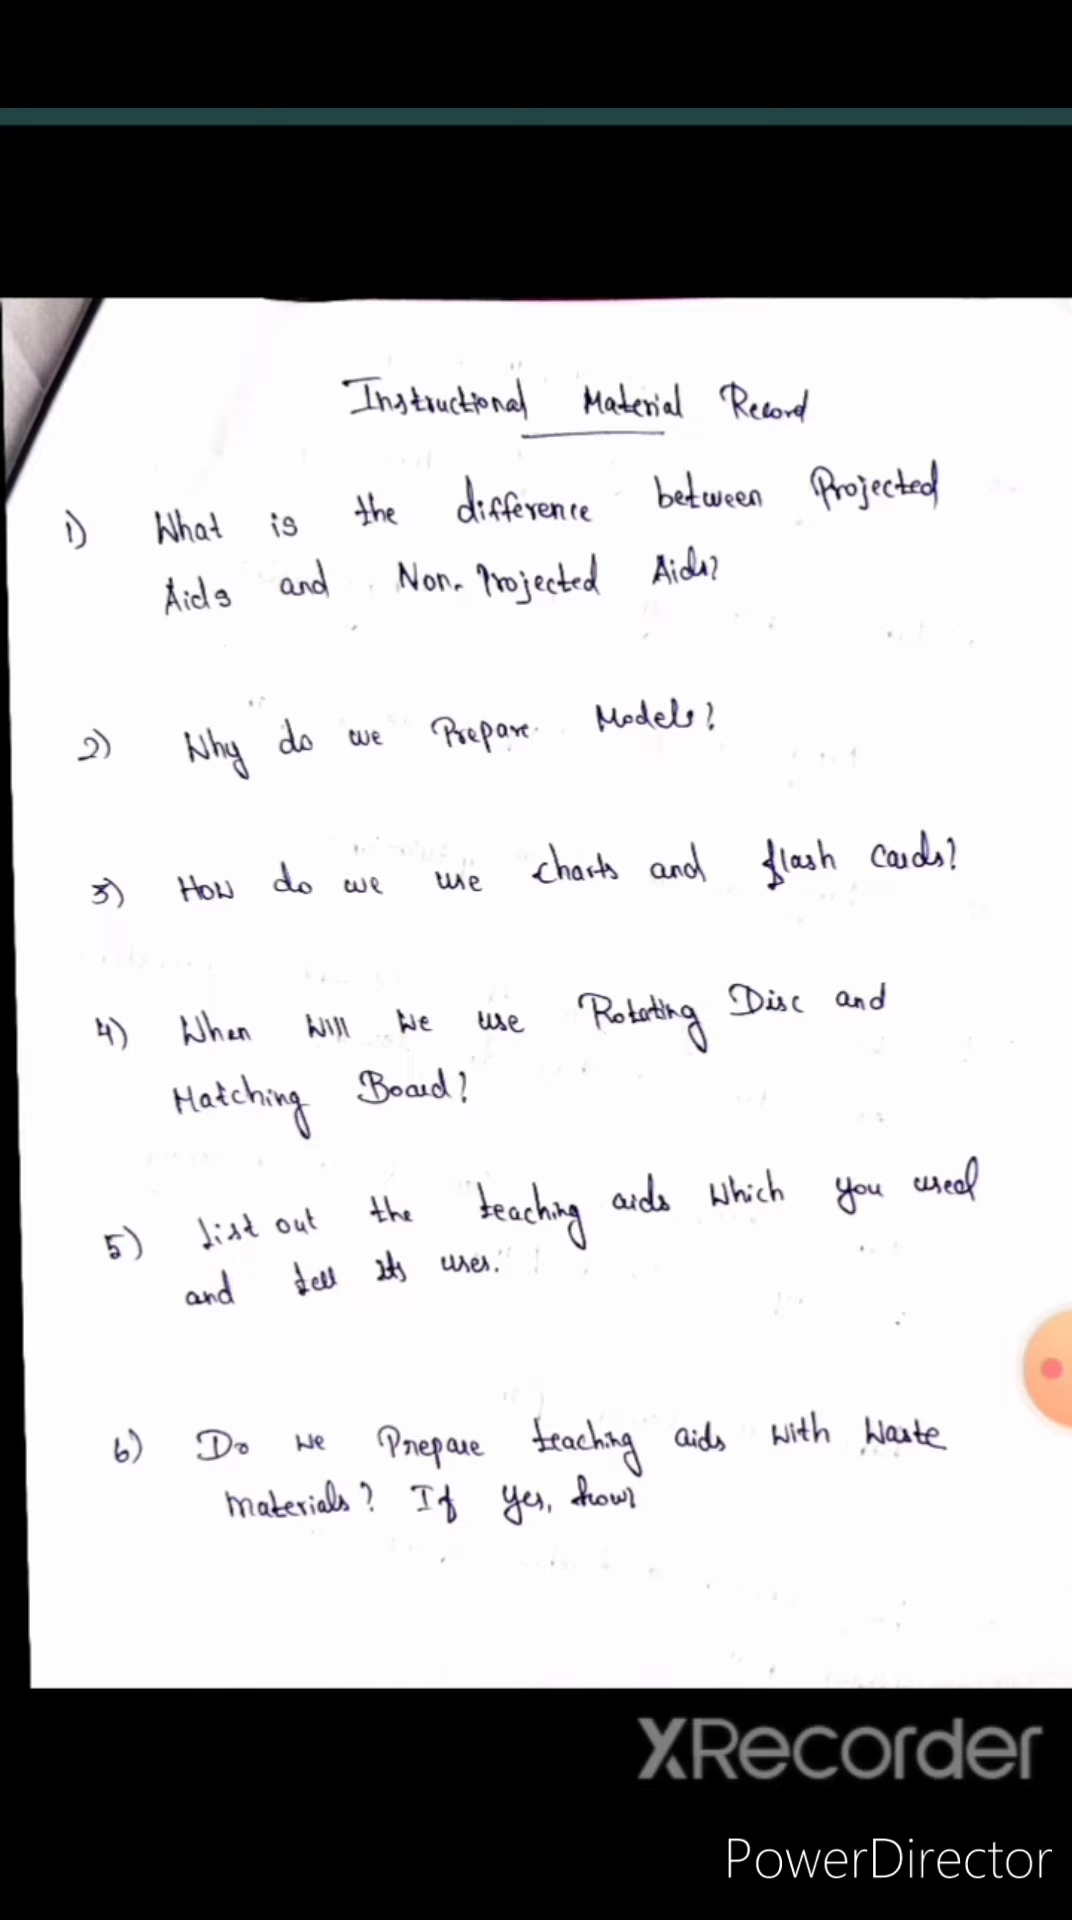 Instructional Material Record
1) What is the difference between Projected
Aids and Non-Projected Aids?
2) Why do we Prepare Models?
3) How do we use charts and flash cards?
4) When will we use Rotating Disc and
Matching Board?
5) List out the teaching aids which you used
and tell its uses.
6) Do we Prepare teaching aids with waste
materials? If yes, how?
XRecorder
PowerDirector